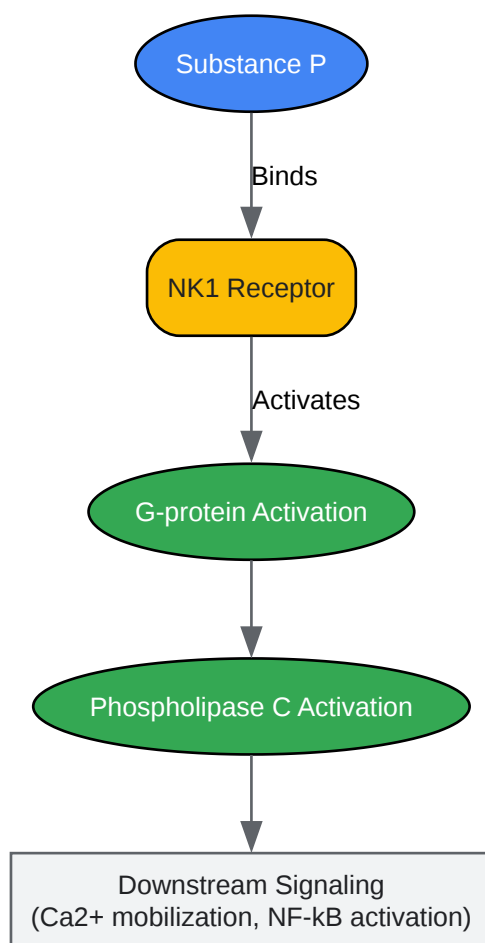 Substance P
Binds
NK1 Receptor
Activates
G-protein Activation
Phospholipase C Activation
Downstream Signaling
(Ca2+ mobilization, NF-kB activation)